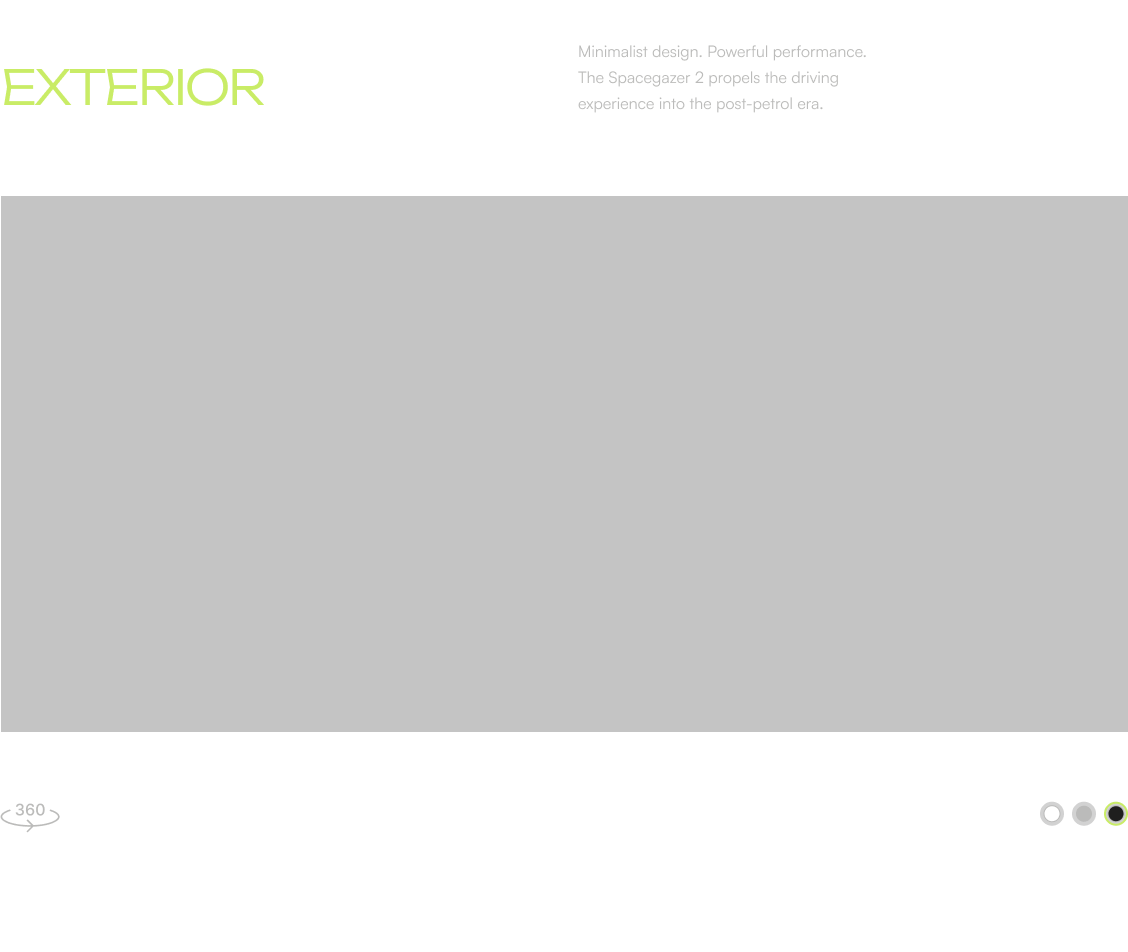 EXTERIOR
Minimalist design. Powerful performance.
The Spacegazer 2 propels the driving
experience into the post-petrol era.
360